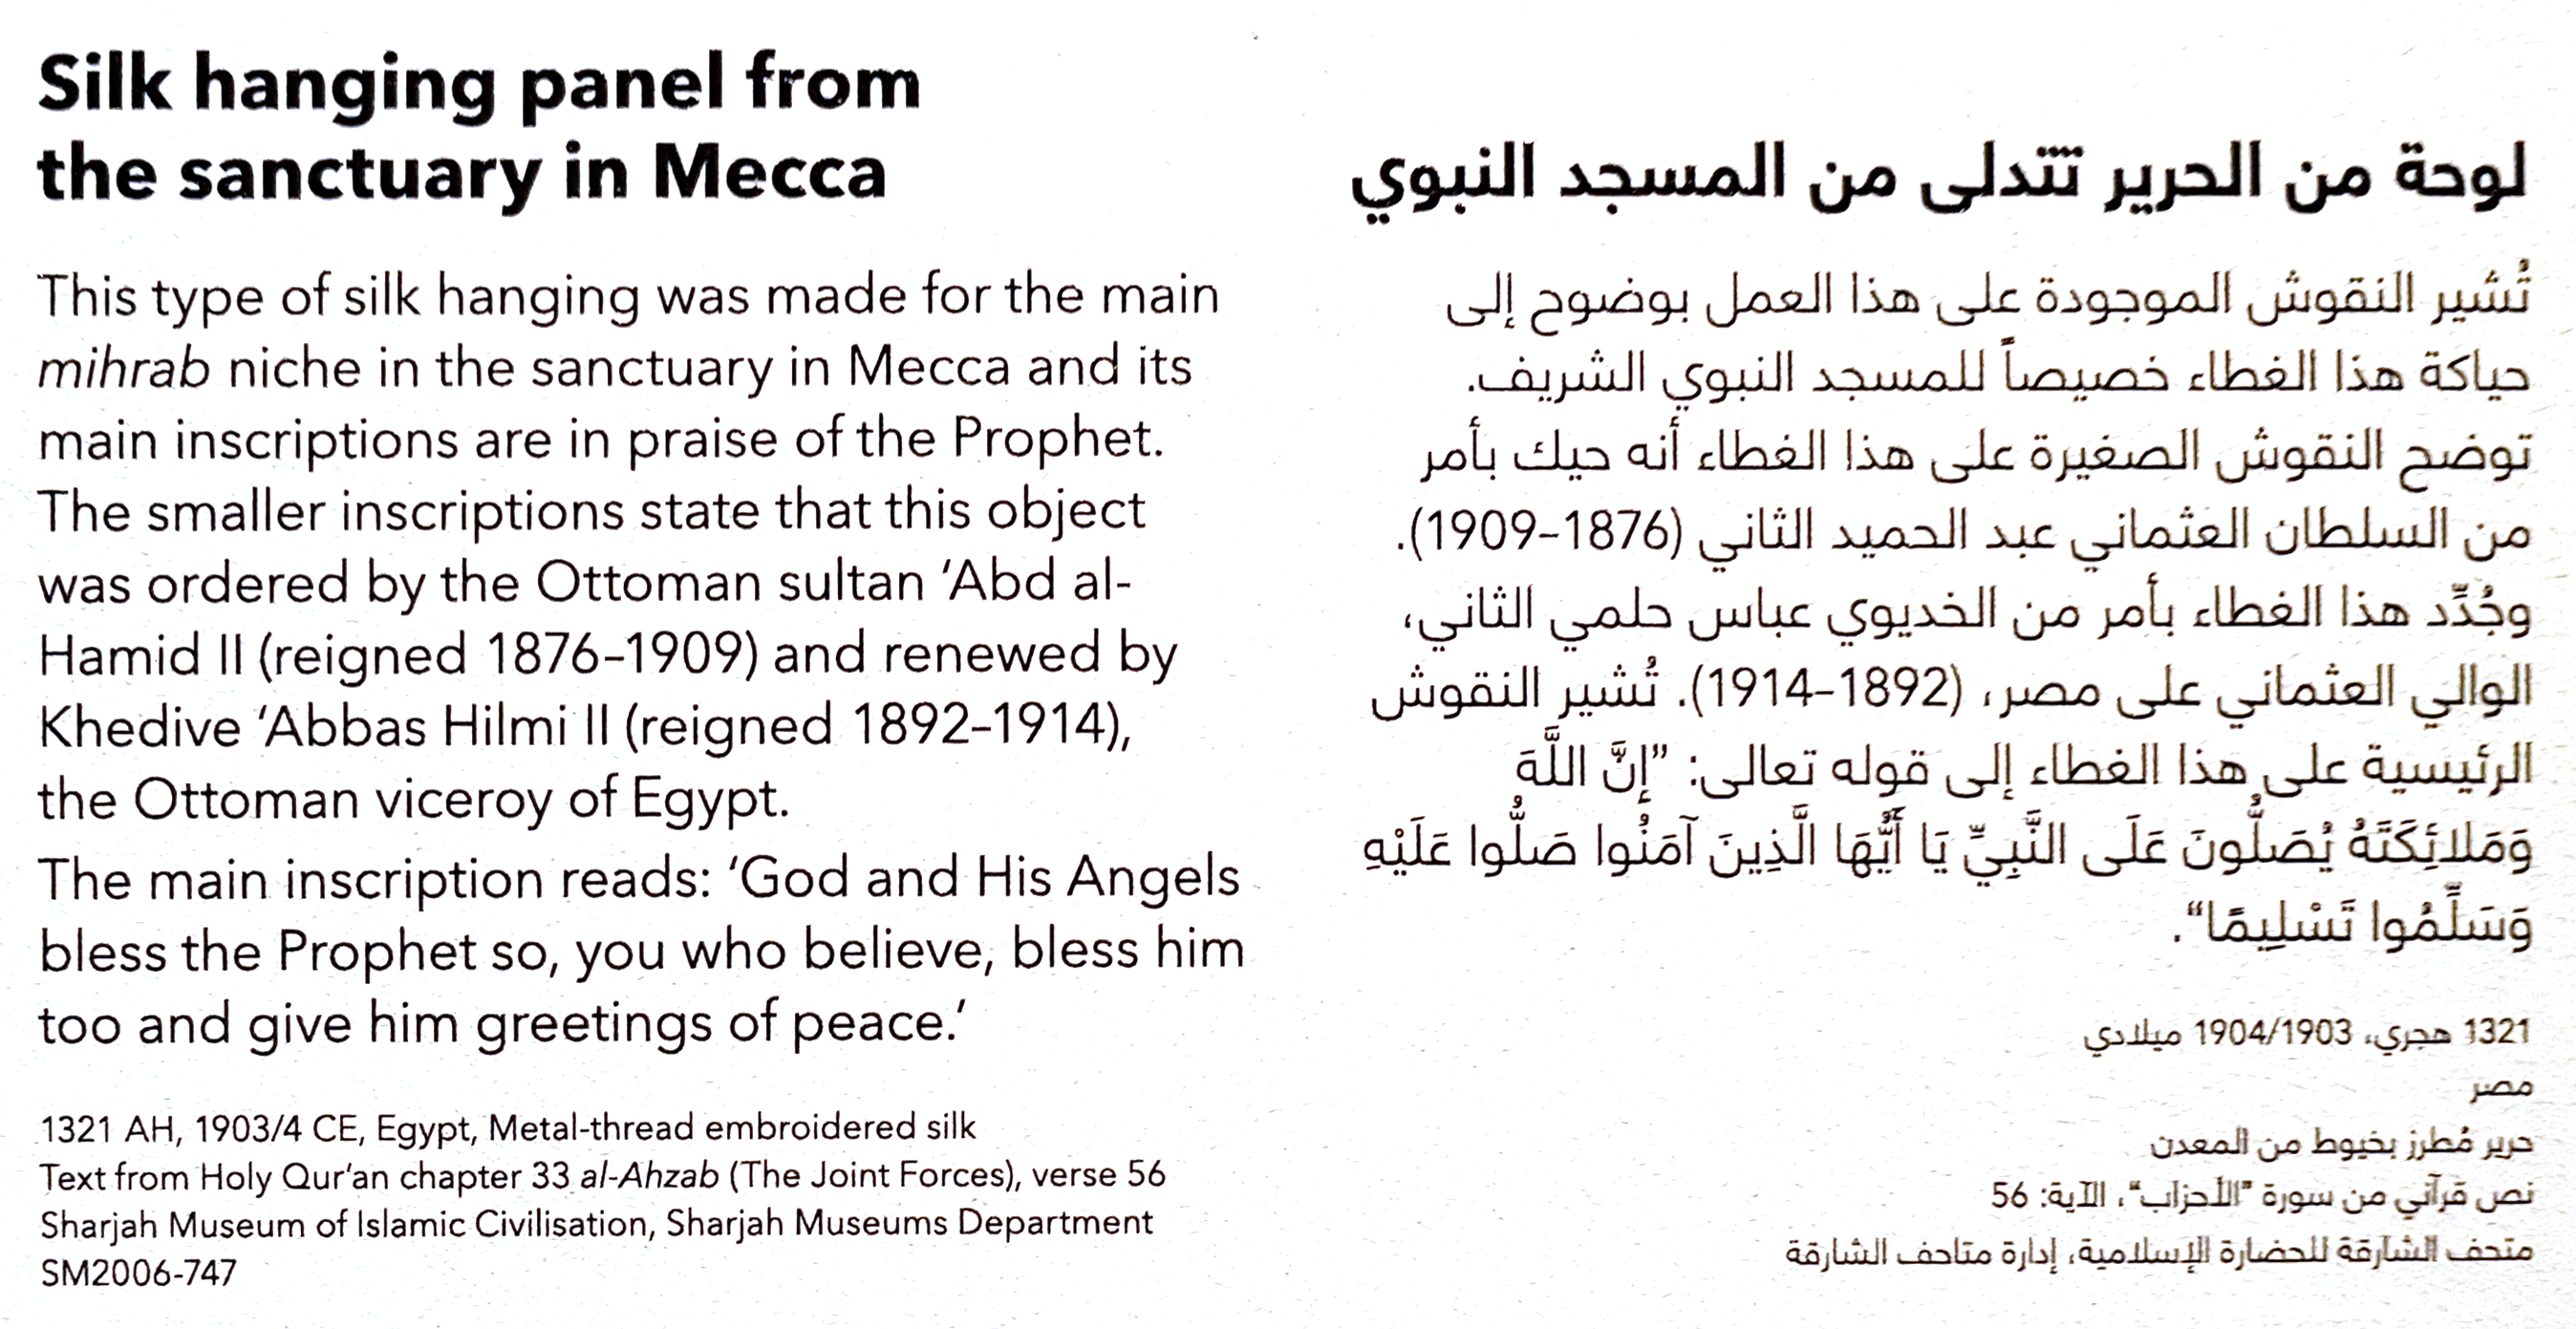 Silk hanging panel from
the sanctuary in Mecca
This type of silk hanging was made for the main
mihrab niche in the sanctuary in Mecca and its
main inscriptions are in praise of the Prophet.
The smaller inscriptions state that this object
was ordered by the Ottoman sultan ‘Abd al-
Hamid II (reigned 1876–1909) and renewed by
Khedive ‘Abbas Hilmi II (reigned 1892–1914),
the Ottoman viceroy of Egypt.
The main inscription reads: ‘God and His Angels
bless the Prophet so, you who believe, bless him
too and give him greetings of peace.’
1321 AH, 1903/4 CE, Egypt, Metal-thread embroidered silk
Text from Holy Qur’an chapter 33 al-Ahzab (The Joint Forces), verse 56
Sharjah Museum of Islamic Civilisation, Sharjah Museums Department
SM2006-747
لوحة من الحرير تتدلى من المسجد النبوي
تُشير النقوش الموجودة على هذا العمل بوضوح إلى
حياكة هذا الغطاء خصيصاً للمسجد النبوي الشريف.
توضح النقوش الصغيرة على هذا الغطاء أنه حيك بأمر
من السلطان العثماني عبد الحميد الثاني (1876–1909).
وجُدِّد هذا الغطاء بأمر من الخديوي عباس حلمي الثاني،
الوالي العثماني على مصر، (1892–1914). تُشير النقوش
الرئيسية على هذا الغطاء إلى قوله تعالى: ”إِنَّ اللَّهَ
وَمَلائِكَتَهُ يُصَلُّونَ عَلَى النَّبِيِّ يَا أَيُّهَا الَّذِينَ آمَنُوا صَلُّوا عَلَيْهِ
وَسَلِّمُوا تَسْلِيمًا“.
1321 هجري، 1904/1903 ميلادي
مصر
حرير مُطرز بخيوط من المعدن
نص قرآني من سورة ”الأحزاب“، الآية: 56
متحف الشارقة للحضارة الإسلامية، إدارة متاحف الشارقة